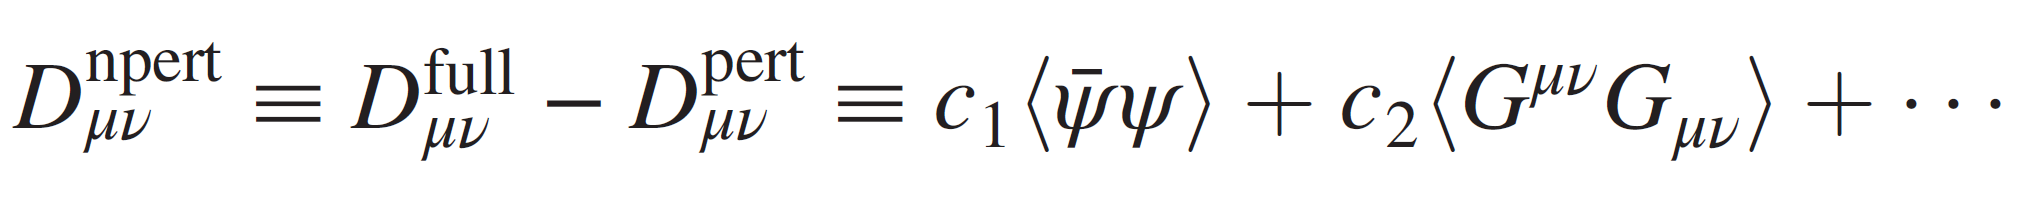 D_{μν}^{npert} ≡ D_{μν}^{full} − D_{μν}^{pert} ≡ c_1⟨ψ̄ψ⟩ + c_2⟨G^{μν}G_{μν}⟩ + ⋯